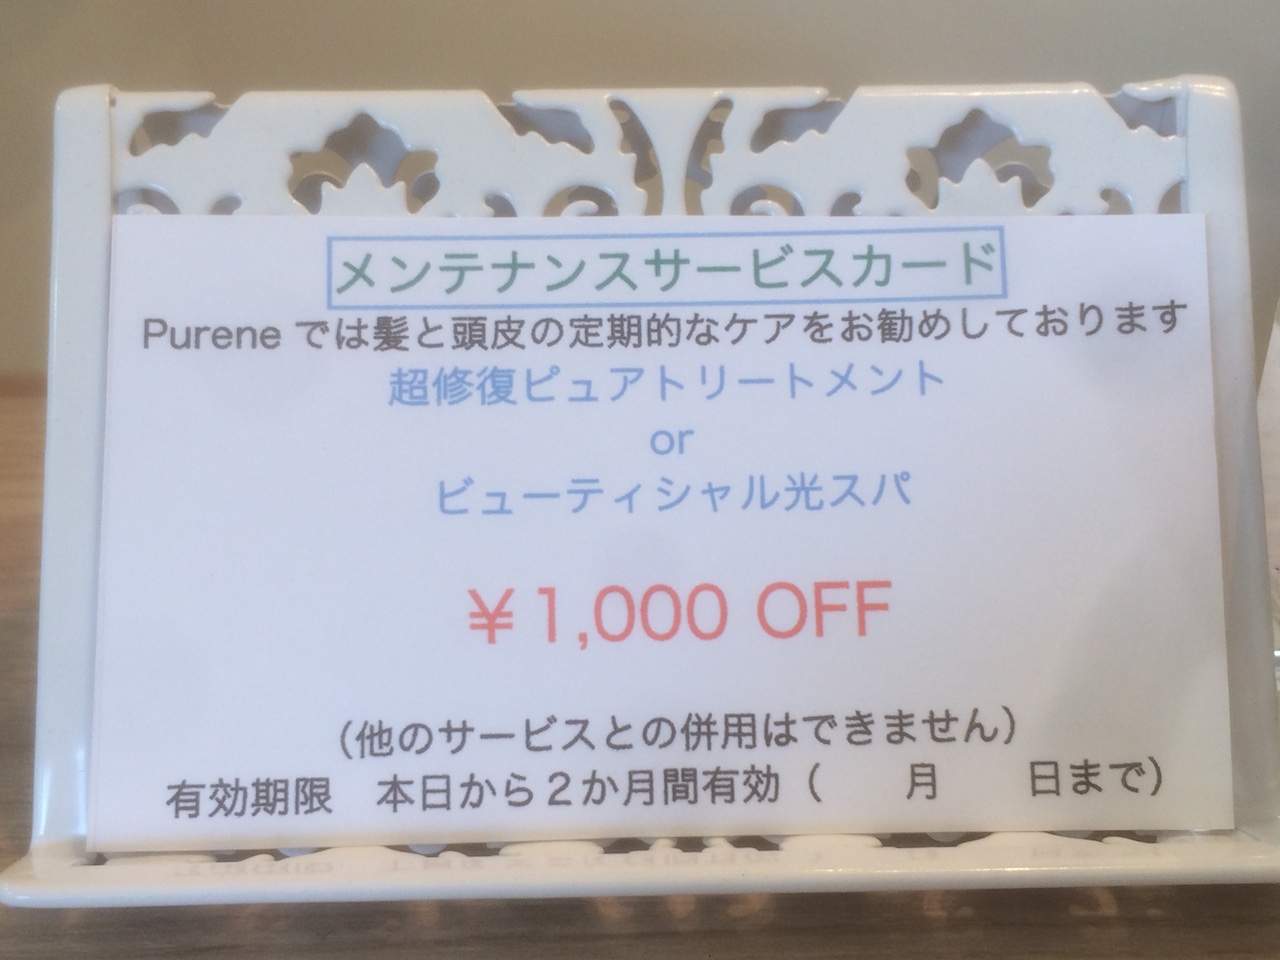 メンテナンスサービスカード
Purene では髪と頭皮の定期的なケアをお勧めしております
超修復ピュアトリートメント
or
ビューティシャル光スパ
￥1,000 OFF
（他のサービスとの併用はできません）
有効期限　本日から２か月間有効（　　月　　日まで）